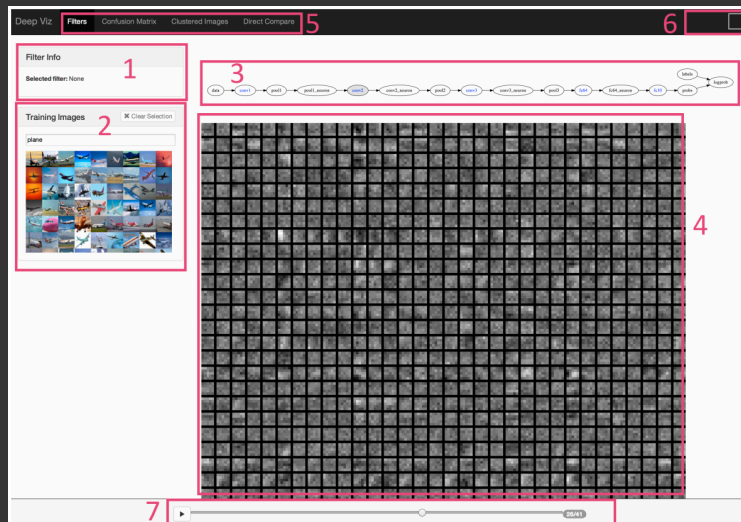 Deep Viz Filters Confusion Matrix Clustered Images Direct Compare 5 6
Filter Info
Selected filter: None
1
Training Images
✖ Clear Selection
2
plane
3
data conv1 pool1 pool1_neuron conv2 conv2_neuron pool2 conv3 conv3_neuron pool3 fc64 fc64_neuron fc10 probs labels logprob
4
7
26/41